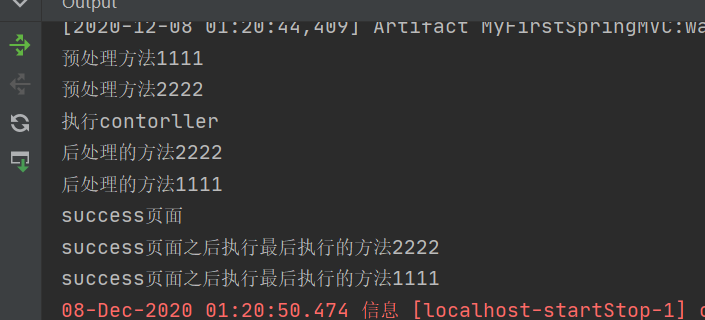 Output
[2020-12-08 01:20:44,409] Artifact MyFirstSpringMVC:wa
预处理方法1111
预处理方法2222
执行contorller
后处理的方法2222
后处理的方法1111
success页面
success页面之后执行最后执行的方法2222
success页面之后执行最后执行的方法1111
08-Dec-2020 01:20:50.474 信息 [localhost-startStop-1]